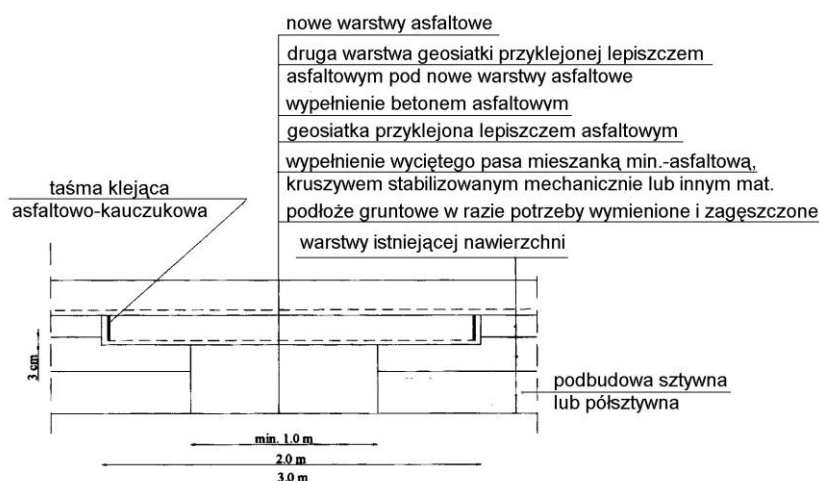 nowe warstwy asfaltowe
druga warstwa geosiatki przyklejonej lepiszczem
asfaltowym pod nowe warstwy asfaltowe
wypełnienie betonem asfaltowym
geosiatka przyklejona lepiszczem asfaltowym
wypełnienie wyciętego pasa mieszanką min.-asfaltową,
kruszywem stabilizowanym mechanicznie lub innym mat.
taśma klejąca
asfaltowo-kauczukowa
podłoże gruntowe w razie potrzeby wymienione i zagęszczone
warstwy istniejącej nawierzchni
3 cm
podbudowa sztywna
lub półsztywna
min. 1.0 m
2.0 m
3.0 m